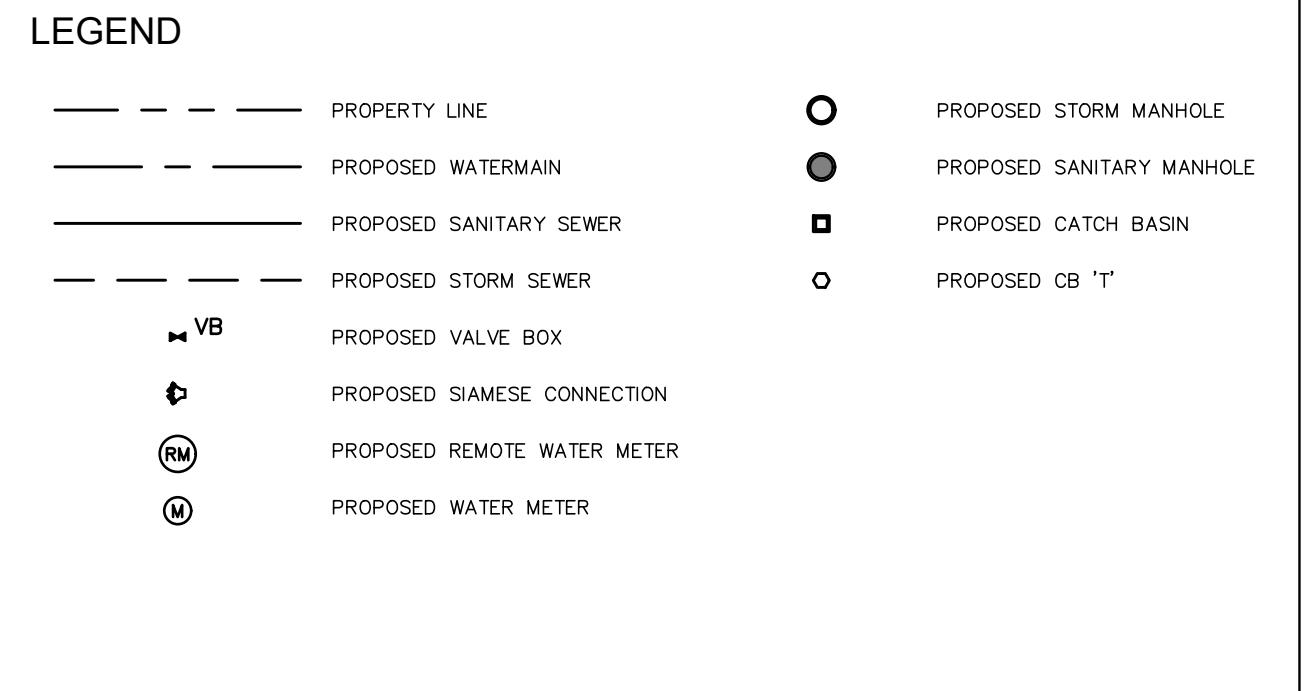 LEGEND
PROPERTY LINE
PROPOSED WATERMAIN
PROPOSED SANITARY SEWER
PROPOSED STORM SEWER
VB PROPOSED VALVE BOX
PROPOSED SIAMESE CONNECTION
RM PROPOSED REMOTE WATER METER
M PROPOSED WATER METER
PROPOSED STORM MANHOLE
PROPOSED SANITARY MANHOLE
PROPOSED CATCH BASIN
PROPOSED CB 'T'